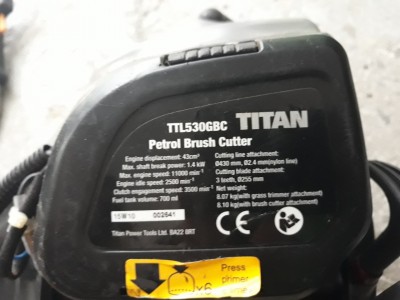 TTL530GBC TITAN
Petrol Brush Cutter
Engine displacement: 43cm³
Max. shaft break power: 1.4 kW
Max. engine speed: 11000 min⁻¹
Engine idle speed: 2500 min⁻¹
Clutch engagement speed: 3500 min⁻¹
Fuel tank volume: 700 ml
Cutting line attachment:
Ø430 mm, Ø2.4 mm(nylon line)
Cutting blade attachment:
3 teeth, Ø255 mm
Net weight:
8.07 kg(with grass trimmer attachment)
8.10 kg(with brush cutter attachment)
15W10 002641
CE
Titan Power Tools Ltd. BA22 8RT
x6
Press
primer